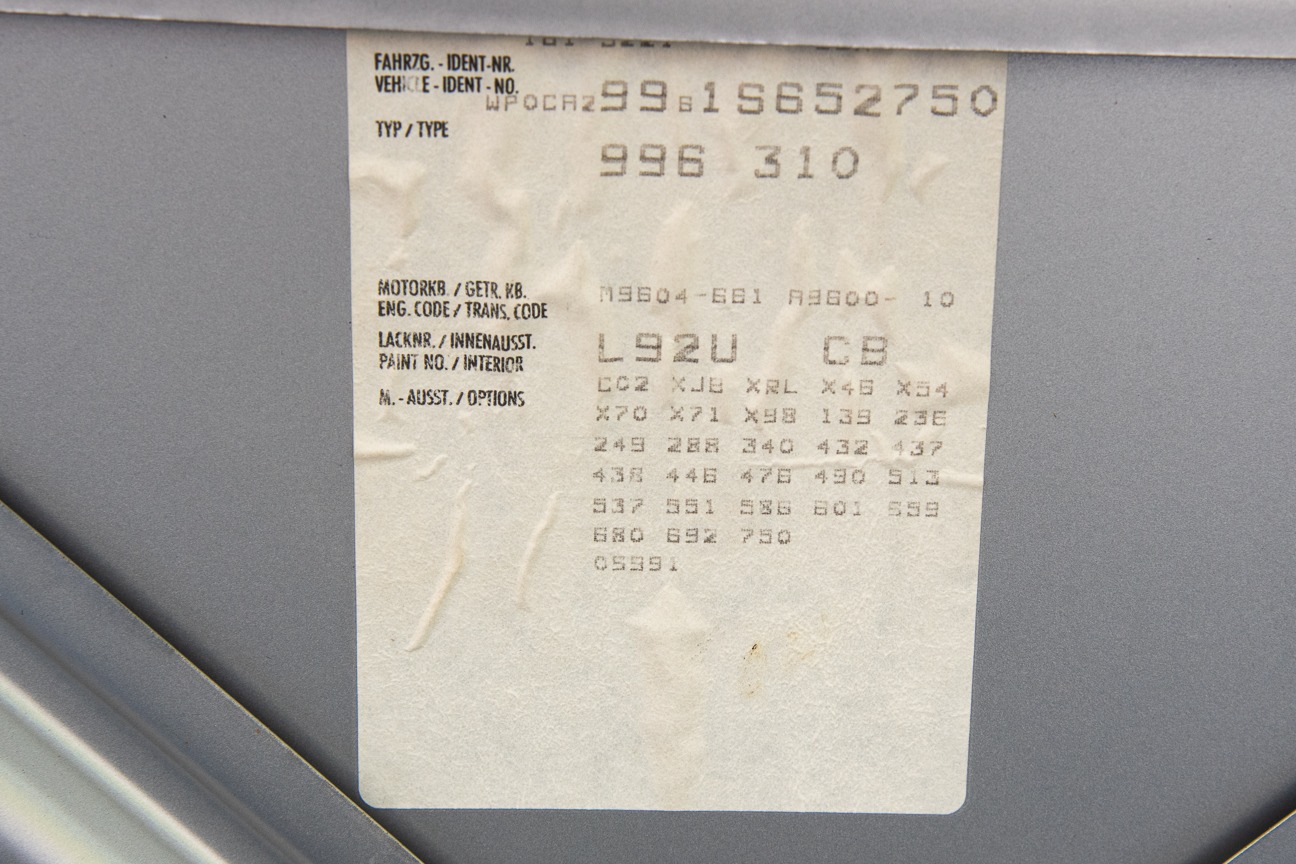 FAHRZG. - IDENT-NR.
VEHICLE - IDENT - NO. WP0CA29961S652750
TYP / TYPE
996 310
MOTORKB. / GETR. KB.
ENG. CODE / TRANS. CODE M9604-661 A9600- 10
LACKNR. / INNENAUSST. L92U CB
PAINT NO. / INTERIOR
CC2 XJB XRL X45 X54
M. - AUSST. / OPTIONS
X70 X71 X98 139 236
249 288 340 432 437
438 446 476 490 513
537 551 586 601 659
680 692 750
05991